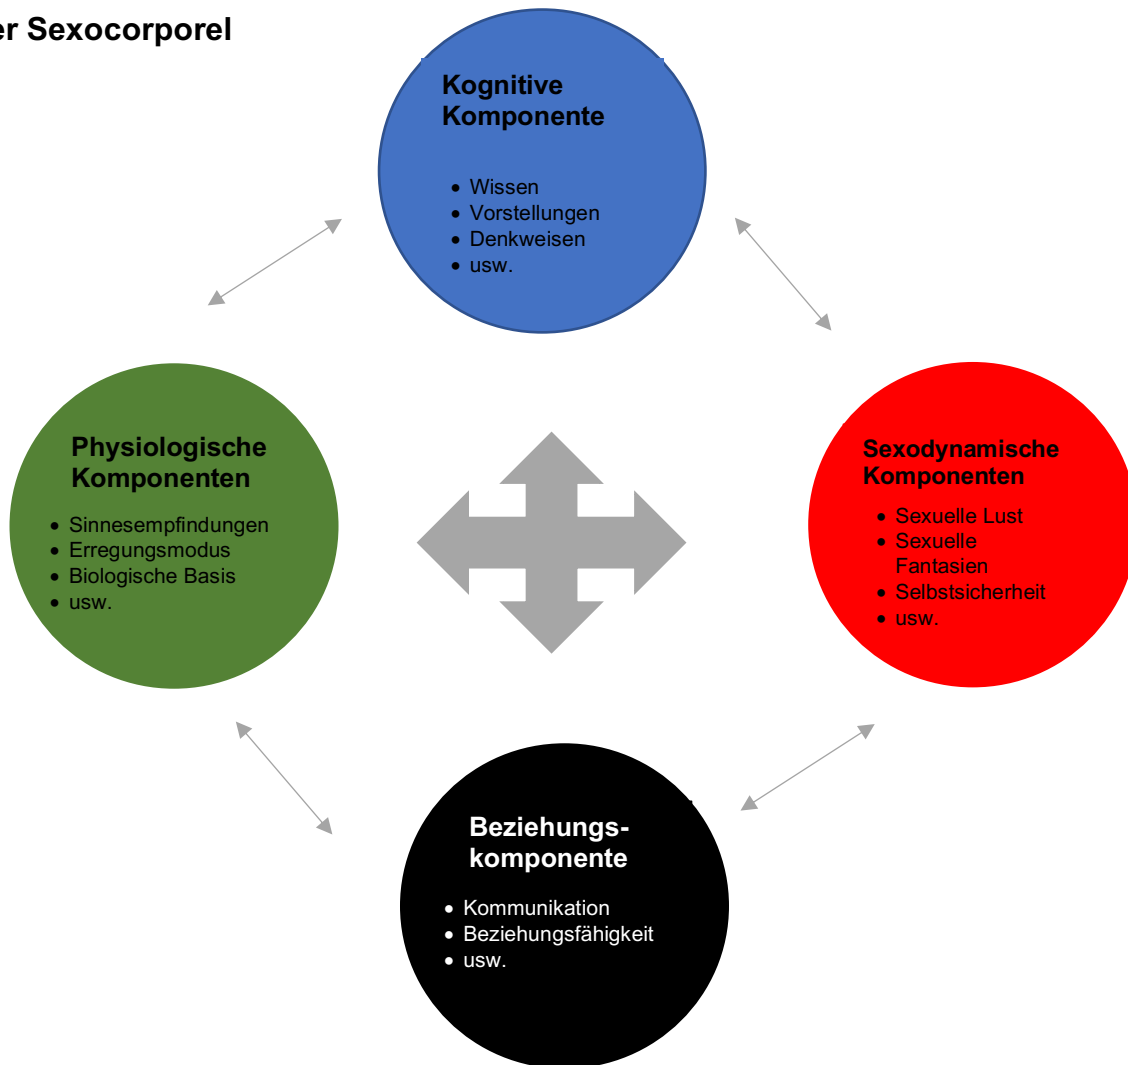 er Sexocorporel
Kognitive
Komponente
• Wissen
• Vorstellungen
• Denkweisen
• usw.
Physiologische
Komponenten
• Sinnesempfindungen
• Erregungsmodus
• Biologische Basis
• usw.
Sexodynamische
Komponenten
• Sexuelle Lust
• Sexuelle
Fantasien
• Selbstsicherheit
• usw.
Beziehungs-
komponente
• Kommunikation
• Beziehungsfähigkeit
• usw.